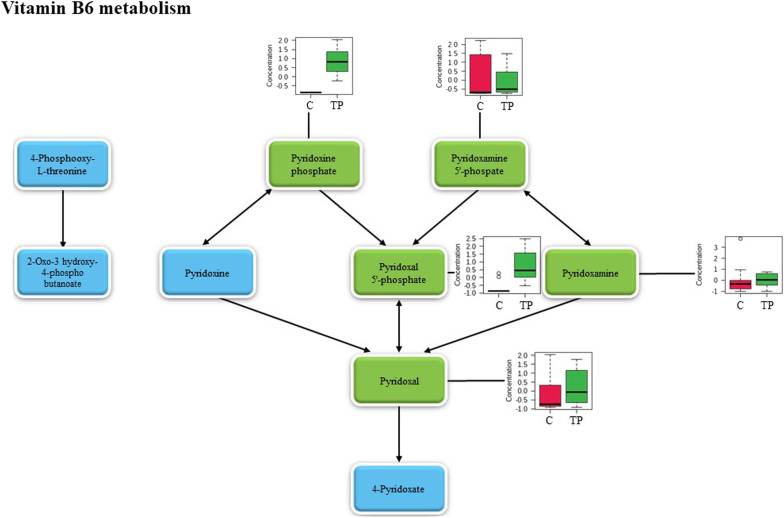 Vitamin B6 metabolism
Concentration
2.0
1.5
1.0
0.5
0.0
-0.5
C TP
Concentration
2.0
1.5
1.0
0.5
0.0
-0.5
C TP
4-Phosphooxy-
L-threonine
Pyridoxine
phosphate
Pyridoxamine
5'-phospate
2-Oxo-3 hydroxy-
4-phospho
butanoate
Pyridoxine
Pyridoxal
5'-phosphate
Concentration
2.5
2.0
1.5
1.0
0.5
0.0
-0.5
-1.0
C TP
Pyridoxamine
Concentration
3
2
1
0
-1
C TP
Pyridoxal
Concentration
2.0
1.5
1.0
0.5
0.0
-0.5
-1.0
C TP
4-Pyridoxate